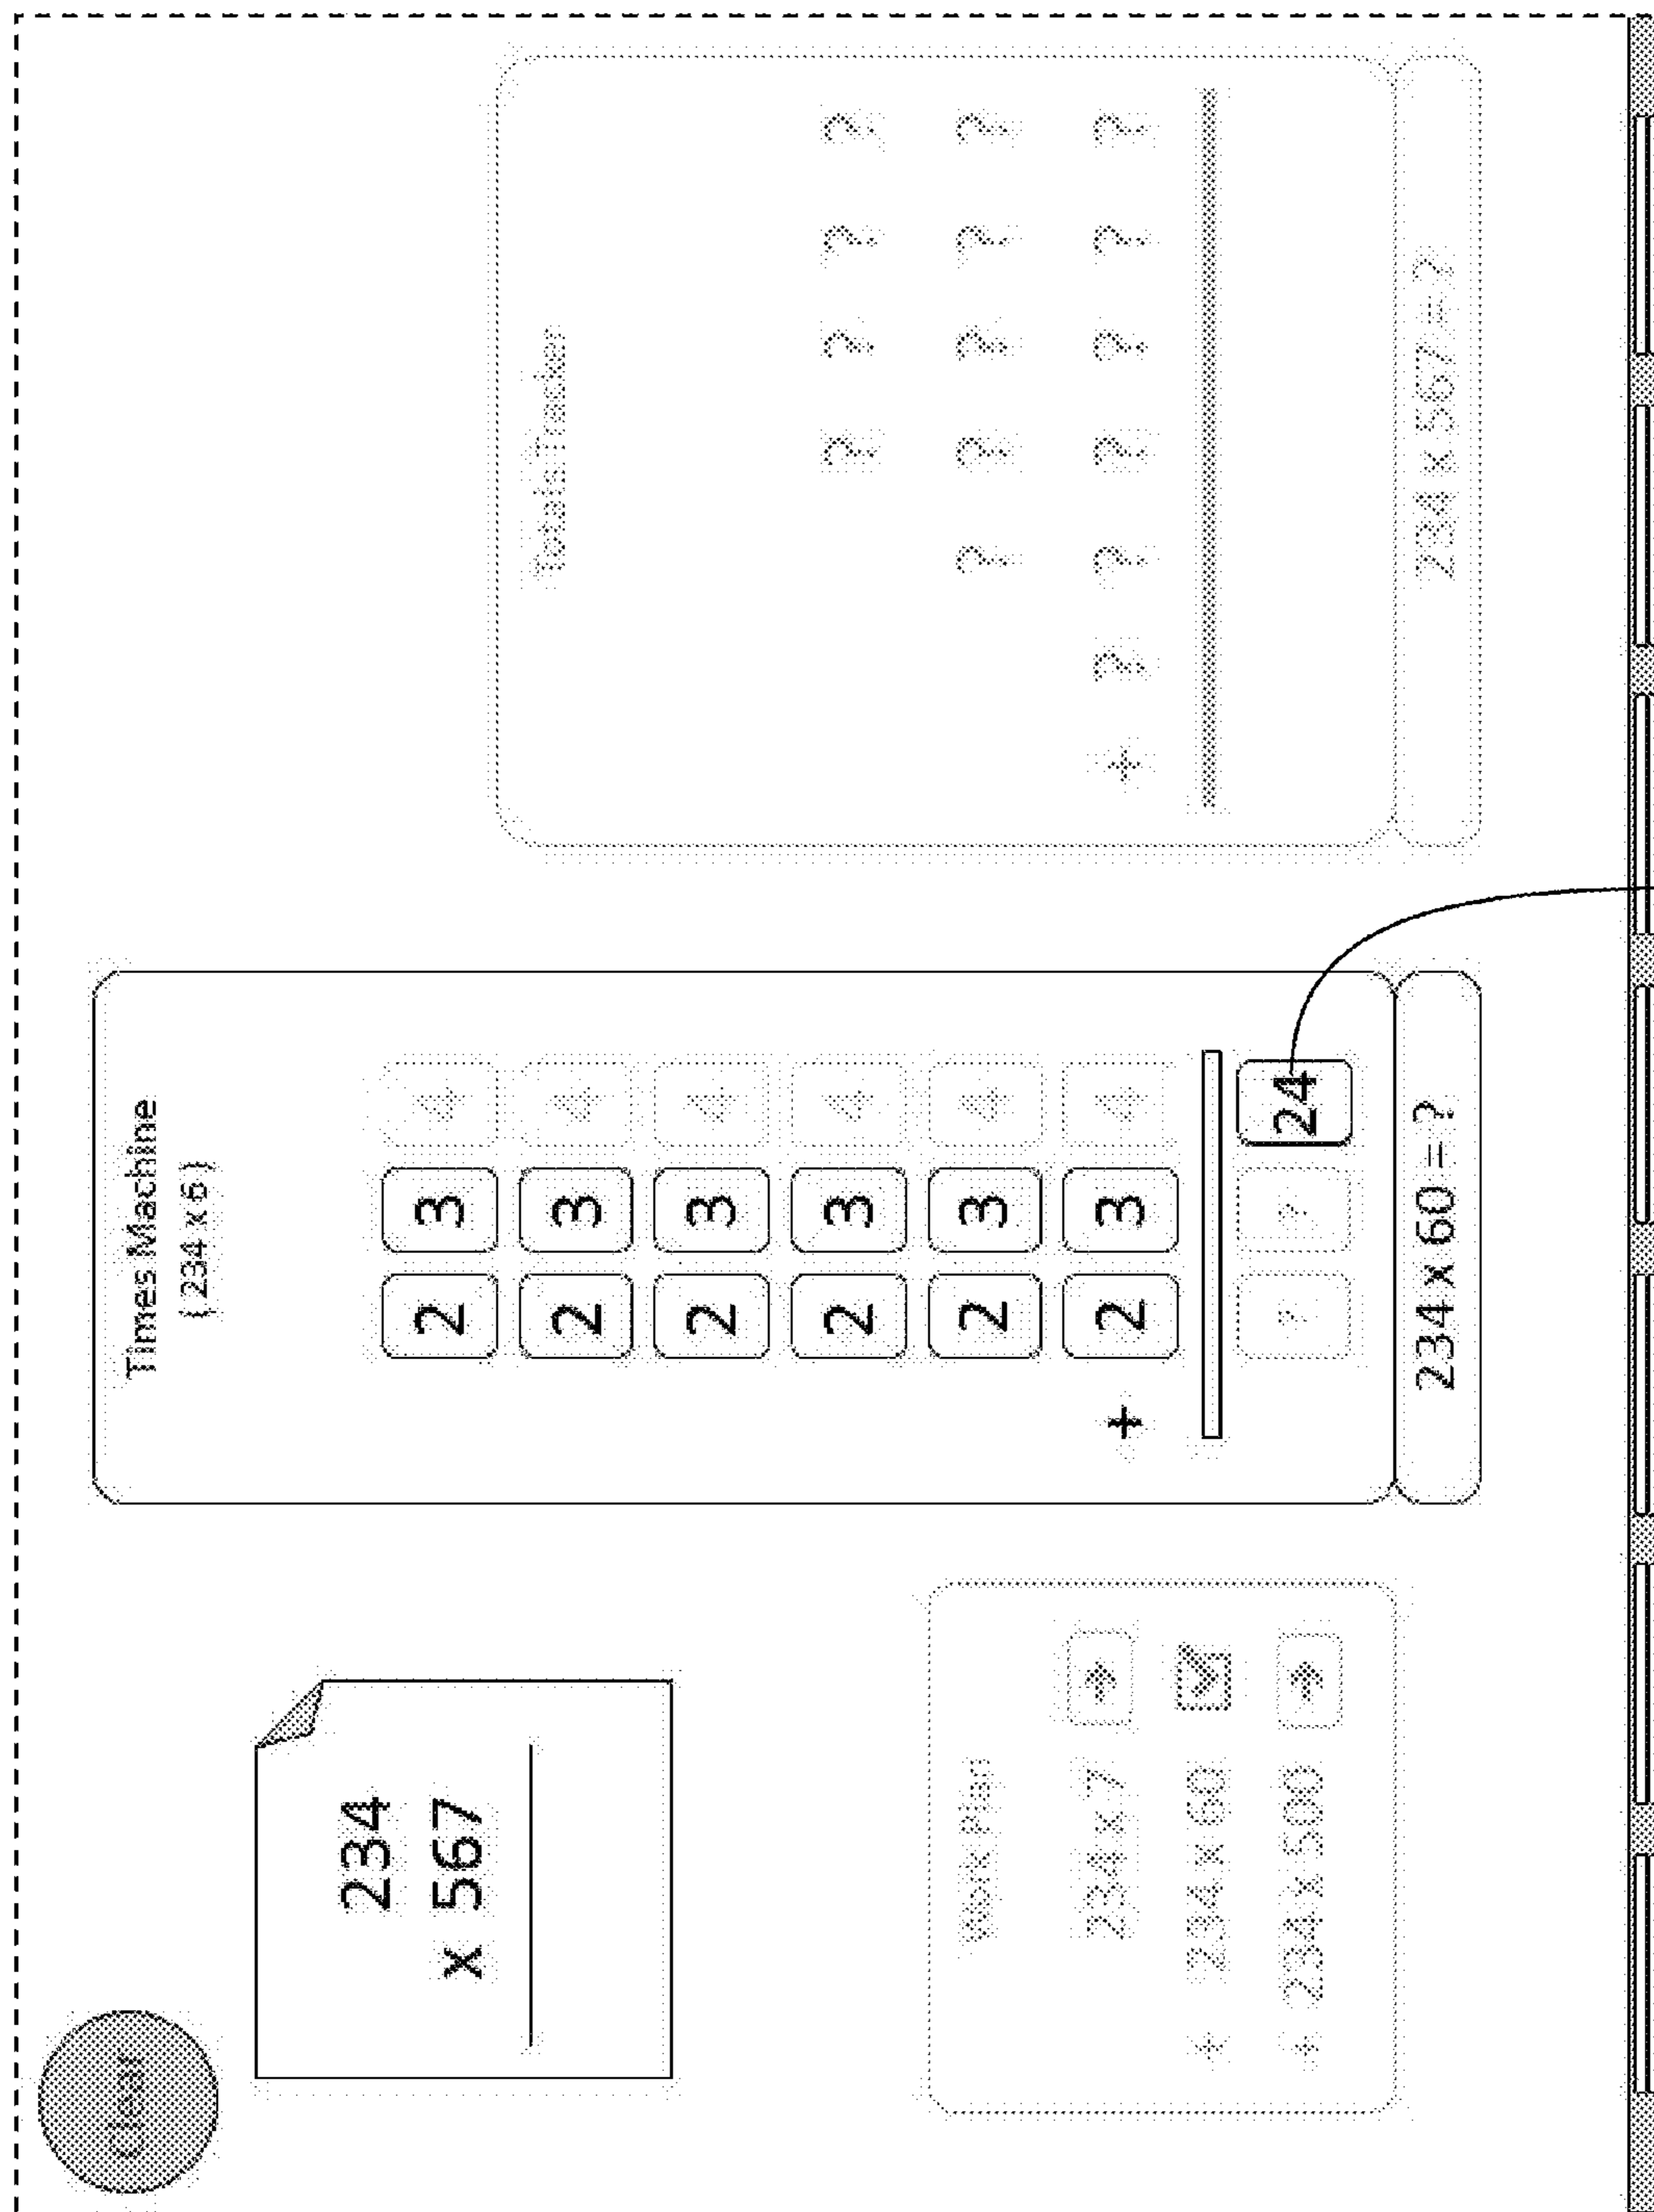 Clear
234
x 567
Work Plan
234 x 7
+ 234 x 60
+ 234 x 500
Times Machine
( 234 x 6 )
2 3 4
2 3 4
2 3 4
2 3 4
2 3 4
+ 2 3 4
? ? 24
234 x 60 = ?
Totals Tracker
? ? ? ?
? ? ? ? ?
+ ? ? ? ? ? ?
234 x 567 = ?